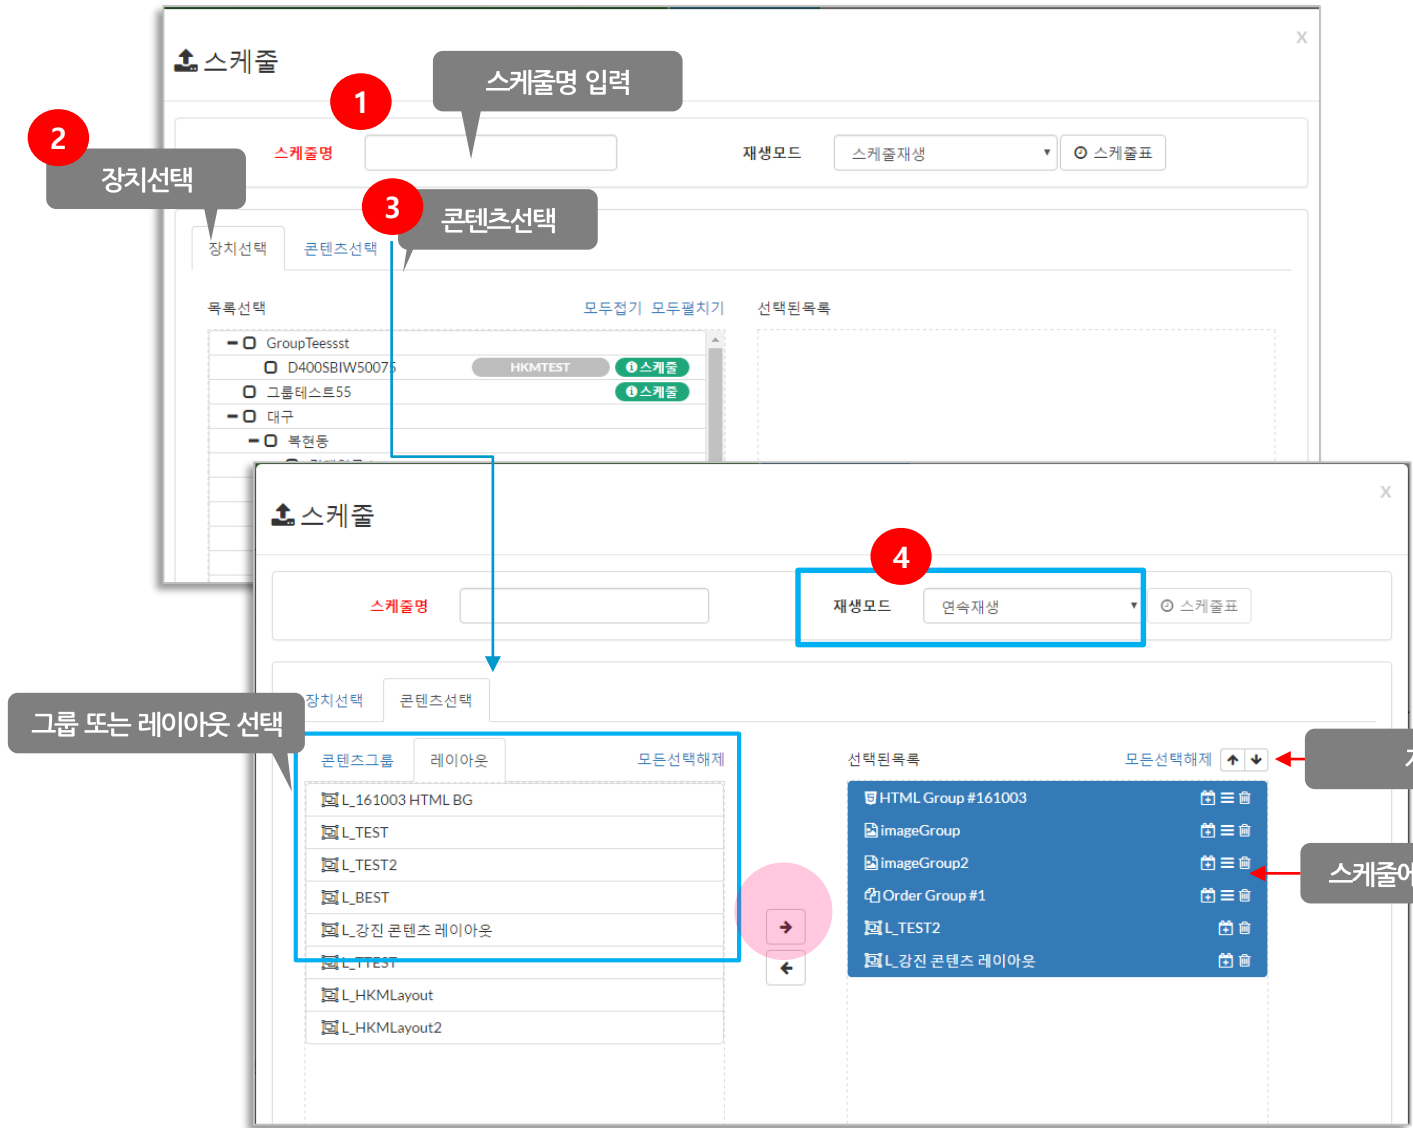 X
스케줄
1
스케줄명 입력
2
장치선택
스케줄명
재생모드
스케줄재생
스케줄표
3
콘텐츠선택
장치선택
콘텐츠선택
목록선택
모두접기 모두펼치기
선택된목록
GroupTeessst
D400SBIW50075
HKMTEST
스케줄
그룹테스트55
스케줄
대구
복현동
X
스케줄
4
스케줄명
재생모드
연속재생
스케줄표
그룹 또는 레이아웃 선택
장치선택
콘텐츠선택
콘텐츠그룹
레이아웃
모든선택해제
선택된목록
모든선택해제
L_161003 HTML BG
L_TEST
L_TEST2
L_BEST
L_강진 콘텐츠 레이아웃
L_TTEST
L_HKMLayout
L_HKMLayout2
HTML Group #161003
imageGroup
imageGroup2
Order Group #1
L_TEST2
L_강진 콘텐츠 레이아웃
스케줄에